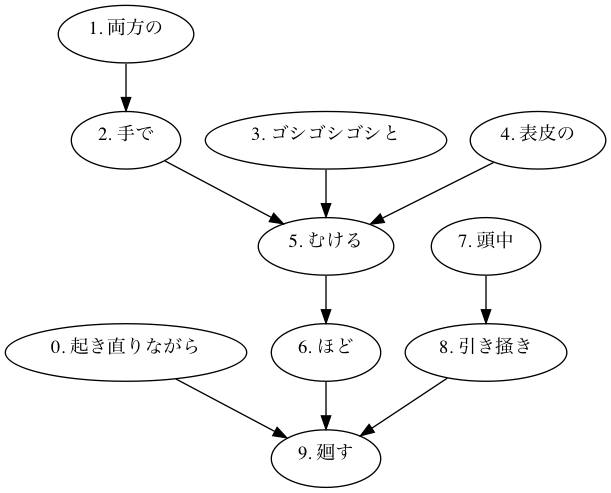 1. 両方の
2. 手で
3. ゴシゴシゴシと
4. 表皮の
5. むける
7. 頭中
0. 起き直りながら
6. ほど
8. 引き掻き
9. 廻す